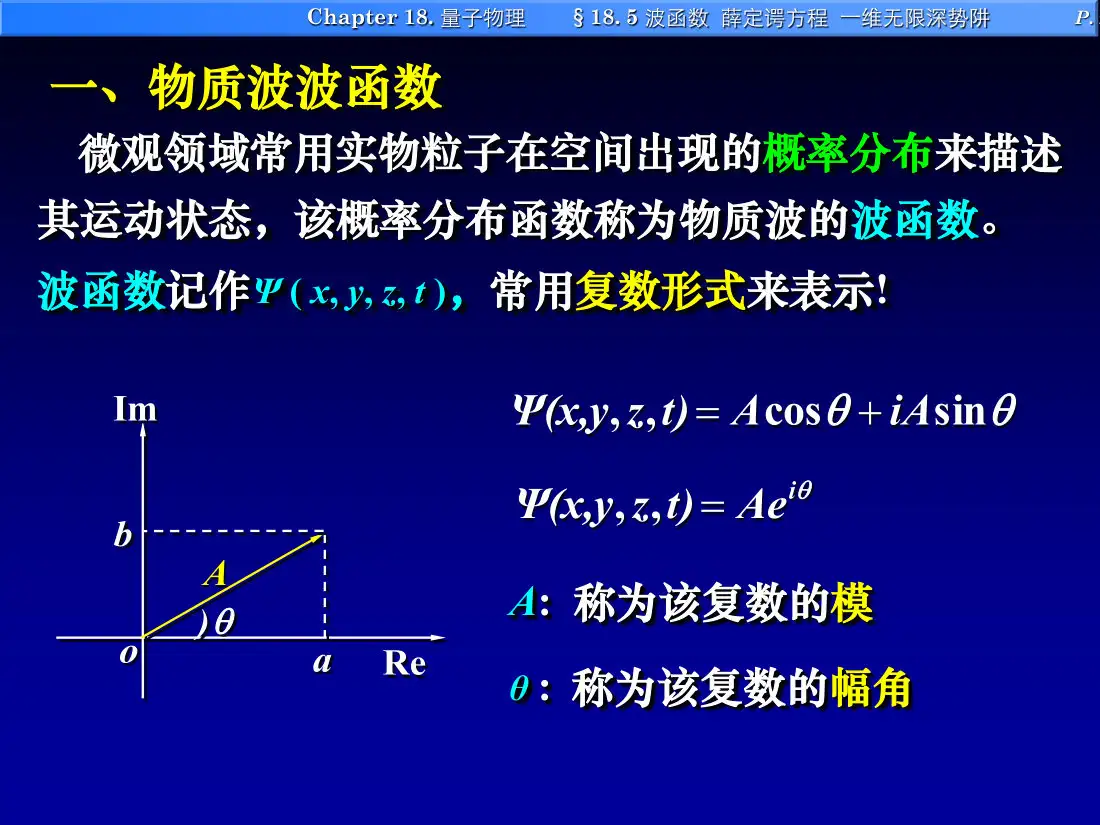 Chapter 18. 量子物理 § 18. 5 波函数 薛定谔方程 一维无限深势阱 P.
一、物质波波函数
微观领域常用实物粒子在空间出现的概率分布来描述
其运动状态，该概率分布函数称为物质波的波函数。
波函数记作Ψ ( x, y, z, t )，常用复数形式来表示!
Im
b
A
)θ
o
a
Re
Ψ(x,y, z, t) = Acosθ + iAsinθ
Ψ(x,y, z, t) = Ae^{iθ}
A: 称为该复数的模
θ : 称为该复数的幅角